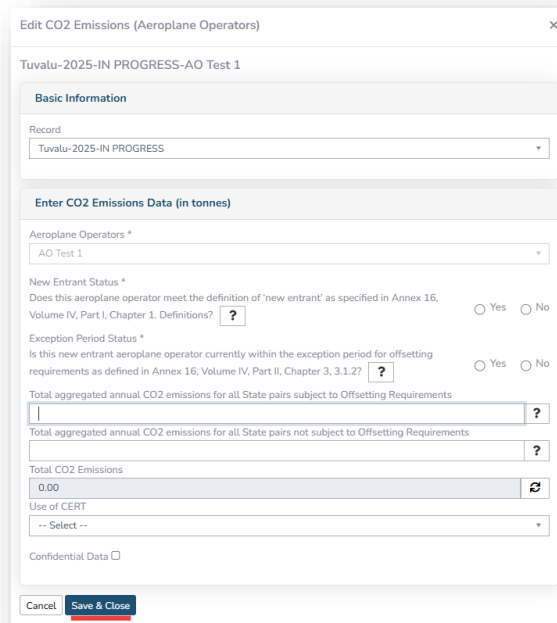 Edit CO2 Emissions (Aeroplane Operators)
×
Tuvalu-2025-IN PROGRESS-AO Test 1
Basic Information
Record
Tuvalu-2025-IN PROGRESS
Enter CO2 Emissions Data (in tonnes)
Aeroplane Operators *
AO Test 1
New Entrant Status *
Does this aeroplane operator meet the definition of 'new entrant' as specified in Annex 16,
Volume IV, Part I, Chapter 1. Definitions? ?
Yes No
Exception Period Status *
Is this new entrant aeroplane operator currently within the exception period for offsetting
requirements as defined in Annex 16, Volume IV, Part II, Chapter 3, 3.1.2? ?
Yes No
Total aggregated annual CO2 emissions for all State pairs subject to Offsetting Requirements
?
Total aggregated annual CO2 emissions for all State pairs not subject to Offsetting Requirements
?
Total CO2 Emissions
0.00
Use of CERT
-- Select --
Confidential Data
Cancel Save & Close